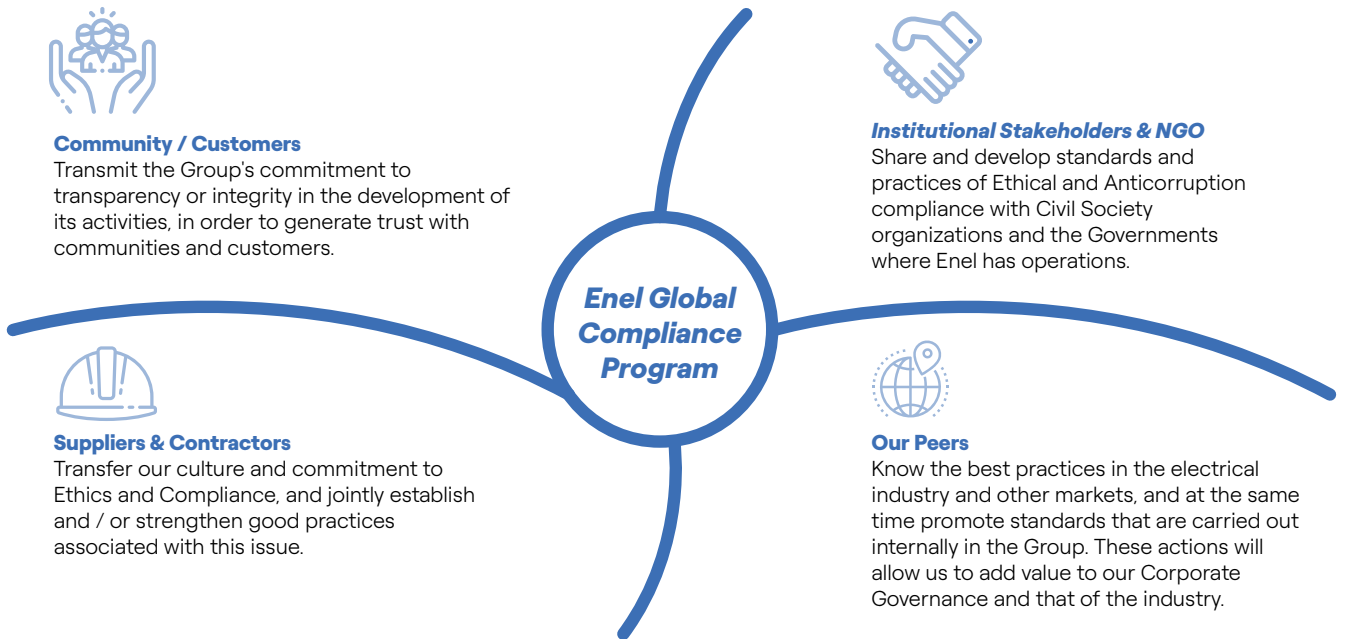 Community / Customers
Transmit the Group's commitment to
transparency or integrity in the development of
its activities, in order to generate trust with
communities and customers.
Institutional Stakeholders & NGO
Share and develop standards and
practices of Ethical and Anticorruption
compliance with Civil Society
organizations and the Governments
where Enel has operations.
Enel Global
Compliance
Program
Suppliers & Contractors
Transfer our culture and commitment to
Ethics and Compliance, and jointly establish
and / or strengthen good practices
associated with this issue.
Our Peers
Know the best practices in the electrical
industry and other markets, and at the same
time promote standards that are carried out
internally in the Group. These actions will
allow us to add value to our Corporate
Governance and that of the industry.